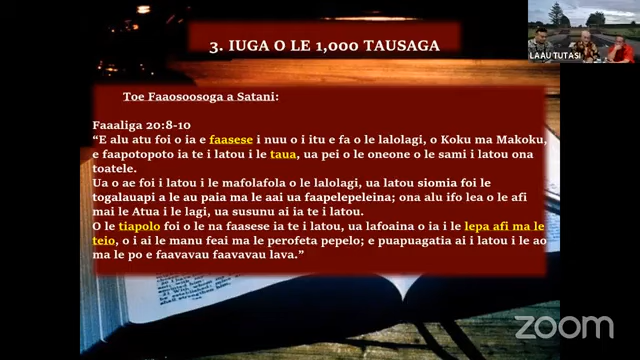 3. IUGA O LE 1,000 TAUSAGA
LAAU TUTASI
Toe Faaosoosoga a Satani:
Faaaliga 20:8-10
“E alu atu foi o ia e faasese i nuu o i itu e fa o le lalolagi, o Koku ma Makoku,
e faapotopoto ia te i latou i le taua, ua pei o le oneone o le sami i latou ona
toatele.
Ua o ae foi i latou i le mafolafola o le lalolagi, ua latou siomia foi le
togalauapi a le au paia ma le aai ua faapelepeleina; ona alu ifo lea o le afi
mai le Atua i le lagi, ua susunu ai ia te i latou.
O le tiapolo foi o le na faasese ia te i latou, ua lafoaina o ia i le lepa afi ma le
teio, o i ai le manu feai ma le perofeta pepelo; e puapuagatia ai i latou i le ao
ma le po e faavavau faavavau lava.”
zoom